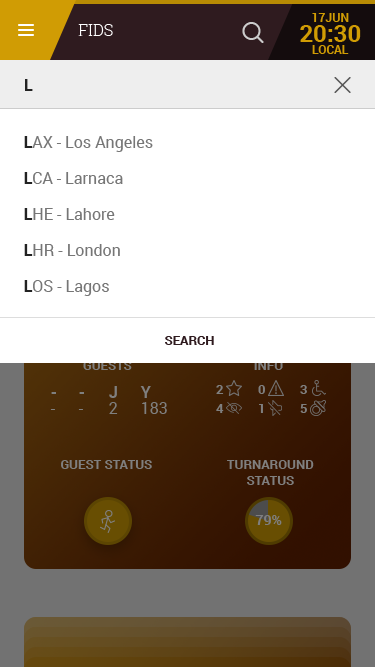 FIDS
17JUN
20:30
LOCAL
L
LAX - Los Angeles
LCA - Larnaca
LHE - Lahore
LHR - London
LOS - Lagos
SEARCH
GUESTS INFO
- - J Y 2 0 3
- - 2 183 4 1 5
GUEST STATUS TURNAROUND STATUS
79%